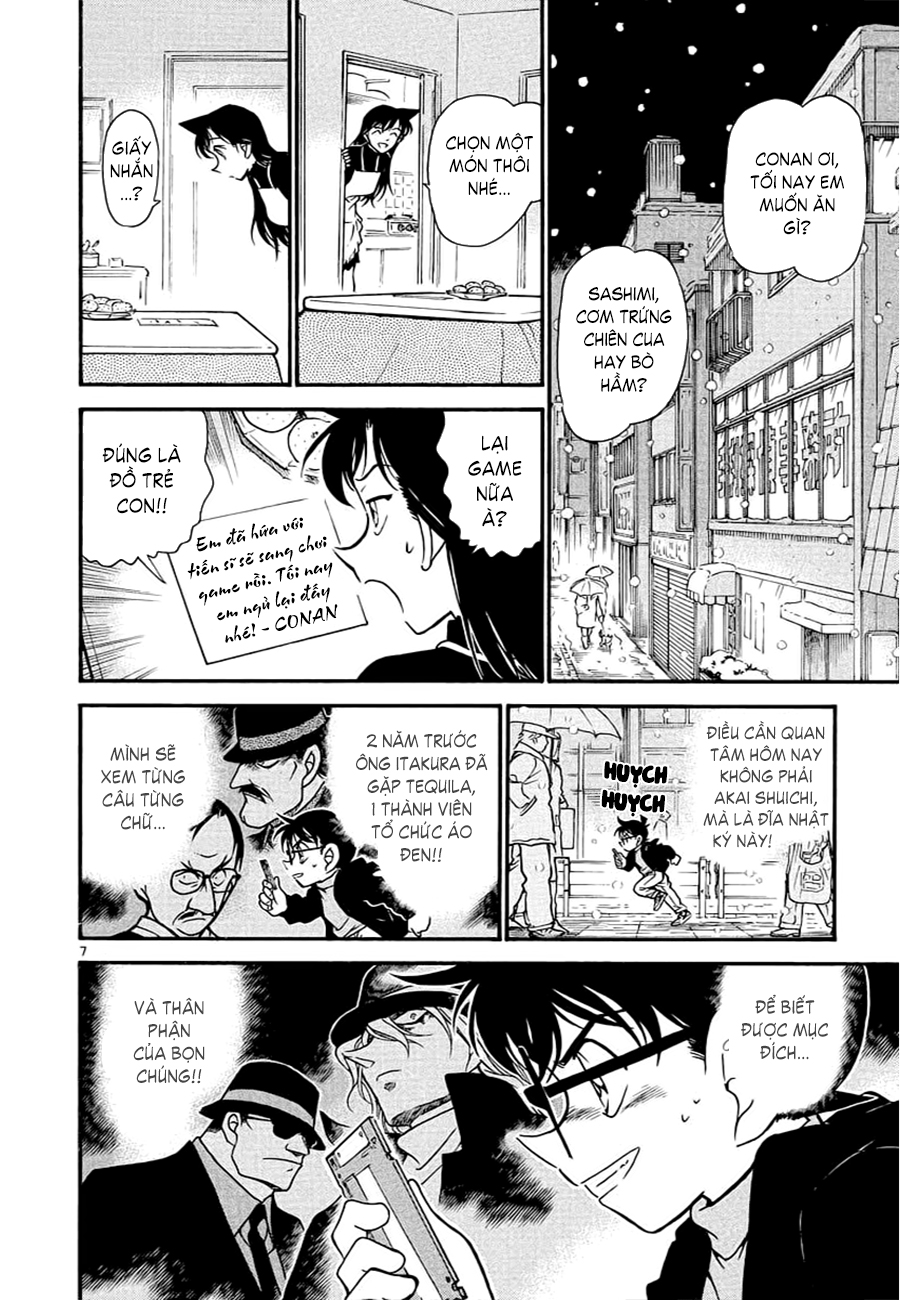 CONAN ƠI,
TỐI NAY EM
MUỐN ĂN
GÌ?
SASHIMI,
CƠM TRỨNG
CHIÊN CUA
HAY BÒ
HẦM?
CHỌN MỘT
MÓN THÔI
NHÉ...
GIẤY
NHẮN
...?
LẠI
GAME
NỮA
À?
Em đã hứa với
tiến sĩ sẽ sang chơi
game rồi. Tối nay
em ngủ lại đấy
nhé! - CONAN
ĐÚNG LÀ
ĐỒ TRẺ
CON!!
ĐIỀU CẦN QUAN
TÂM HÔM NAY
KHÔNG PHẢI
AKAI SHUICHI,
MÀ LÀ ĐĨA NHẬT
KÝ NÀY!
HUỴCH
HUỴCH
2 NĂM TRƯỚC
ÔNG ITAKURA ĐÃ
GẶP TEQUILA,
1 THÀNH VIÊN
TỔ CHỨC ÁO
ĐEN!!
MÌNH SẼ
XEM TỪNG
CÂU TỪNG
CHỮ...
7
ĐỂ BIẾT
ĐƯỢC MỤC
ĐÍCH...
VÀ THÂN
PHẬN
CỦA BỌN
CHÚNG!!